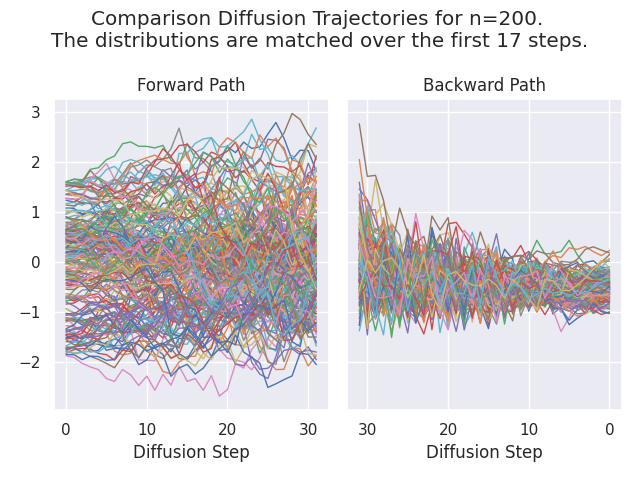 Comparison Diffusion Trajectories for n=200.
The distributions are matched over the first 17 steps.
Forward Path
Backward Path
3
2
1
0
−1
−2
0 10 20 30
30 20 10 0
Diffusion Step
Diffusion Step